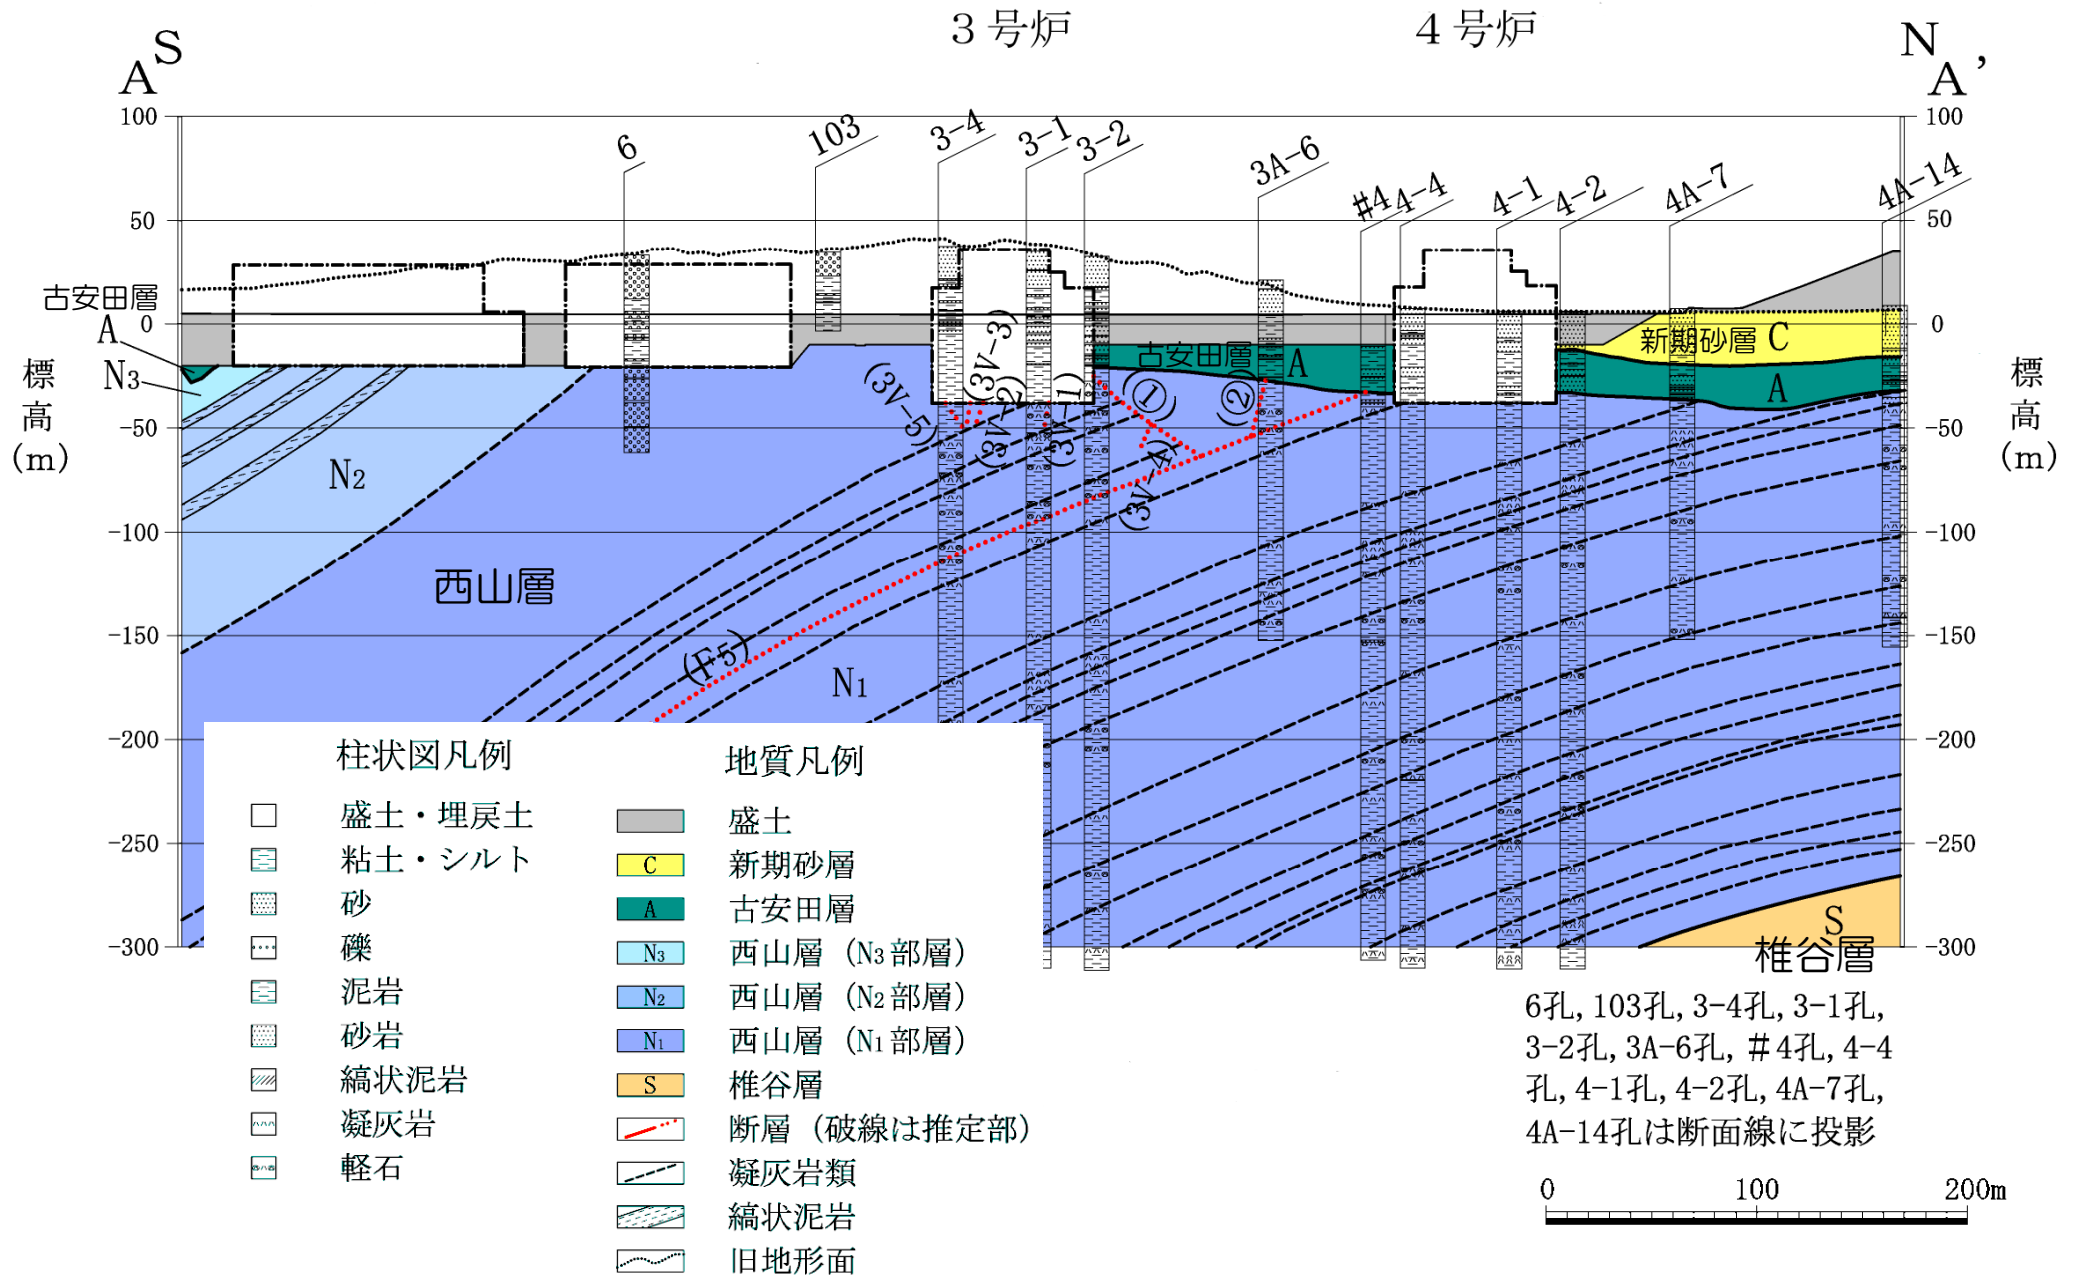 3号炉
4号炉
S
A
N
A’
100
50
0
-50
-100
-150
-200
-250
-300
標高(m)
100
50
0
-50
-100
-150
-200
-250
-300
標高(m)
6
103
3-4
3-1
3-2
3A-6
#4
4-4
4-1
4-2
4A-7
4A-14
古安田層
A
N3
N2
西山層
N1
古安田層 A
新期砂層 C
A
(3V-5)
(3V-3)
(3V-2)
(3V-1)
(①)
(②)
(3V-4)
(F5)
S
椎谷層
柱状図凡例
盛土・埋戻土
粘土・シルト
砂
礫
泥岩
砂岩
縞状泥岩
凝灰岩
軽石
地質凡例
盛土
C 新期砂層
A 古安田層
N3 西山層 (N3部層)
N2 西山層 (N2部層)
N1 西山層 (N1部層)
S 椎谷層
断層 (破線は推定部)
凝灰岩類
縞状泥岩
旧地形面
6孔, 103孔, 3-4孔, 3-1孔,
3-2孔, 3A-6孔, #4孔, 4-4
孔, 4-1孔, 4-2孔, 4A-7孔,
4A-14孔は断面線に投影
0 100 200m